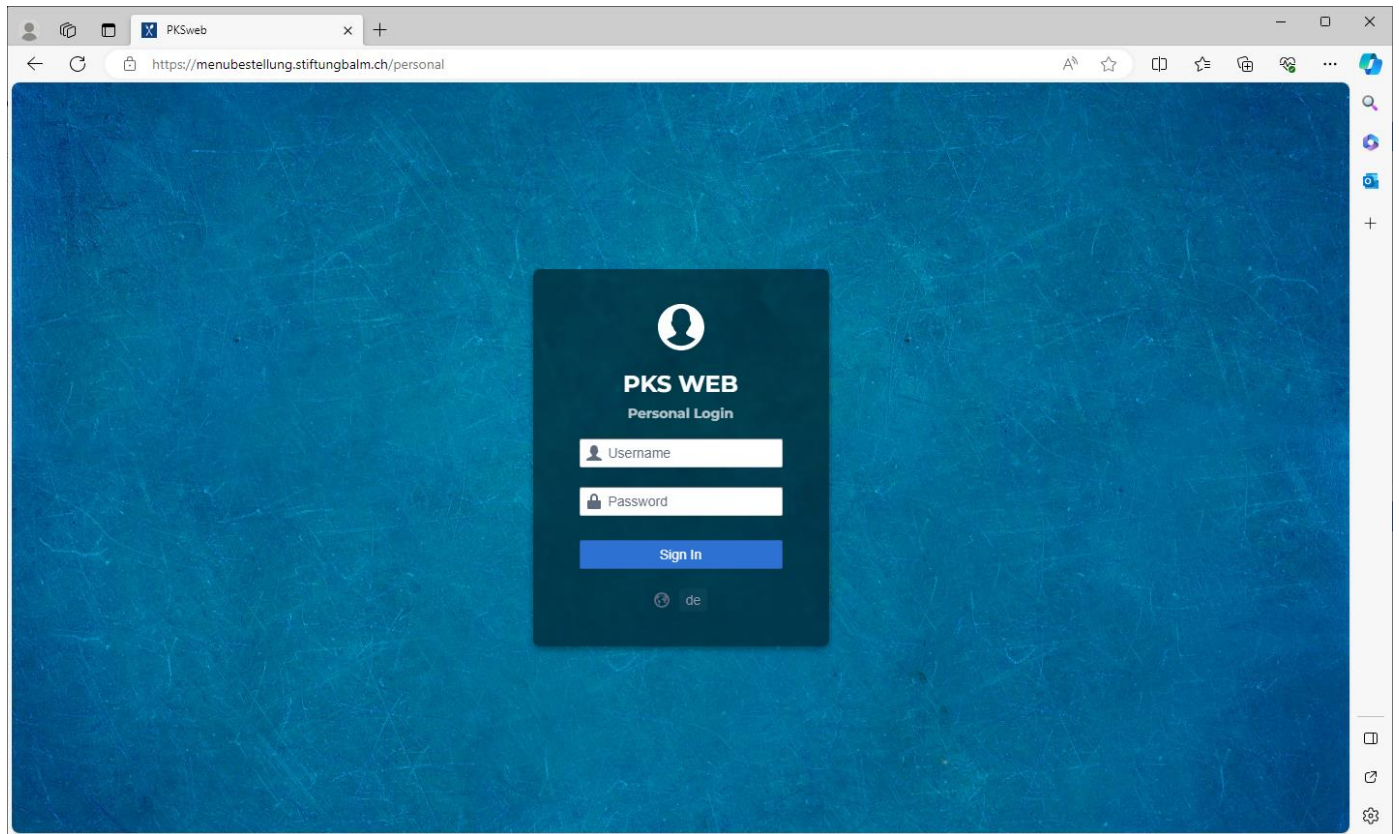 PKSweb
https://menubestellung.stiftungbalm.ch/personal
PKS WEB
Personal Login
Username
Password
Sign In
de